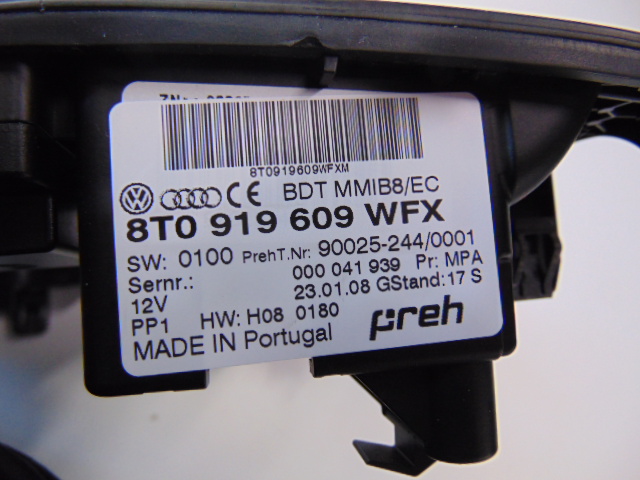 8T0919609WFXM
CE BDT MMIB8/EC
8T0 919 609 WFX
SW: 0100 PrehT.Nr: 90025-244/0001
Sernr.: 000 041 939 Pr: MPA
12V 23.01.08 GStand: 17 S
PP1 HW: H08 0180
MADE IN Portugal preh